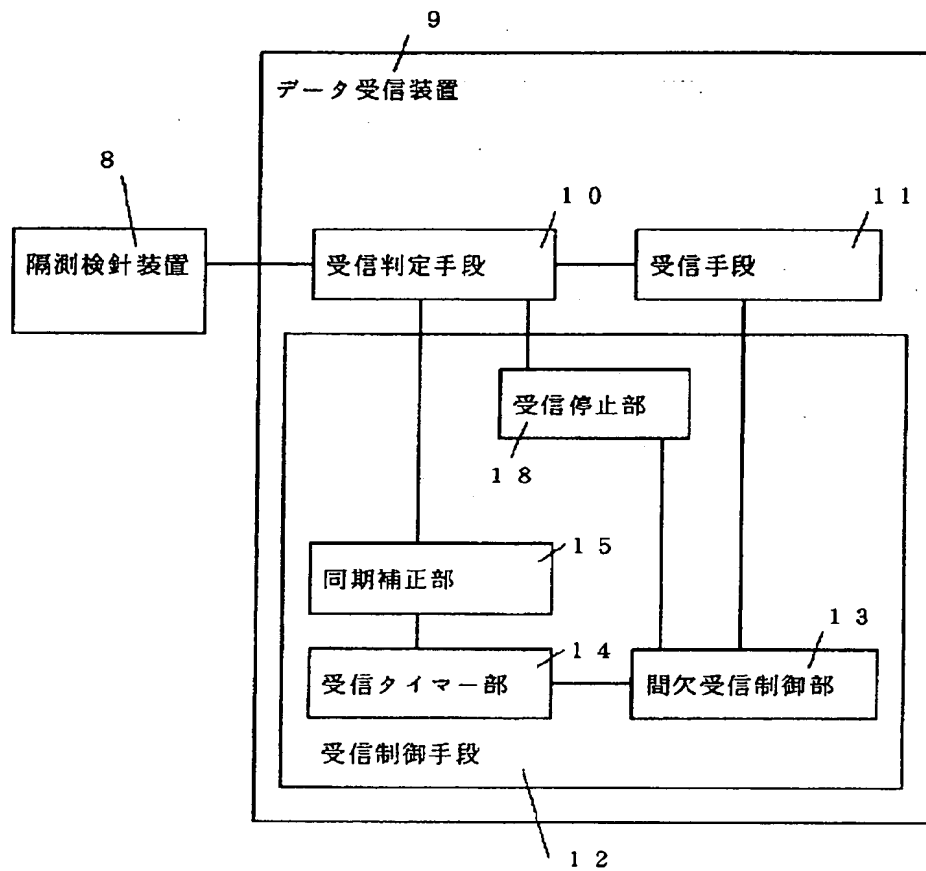 9
データ受信装置
8
隔測検針装置
10
受信判定手段
11
受信手段
受信停止部
18
15
同期補正部
14
受信タイマー部
13
間欠受信制御部
受信制御手段
12